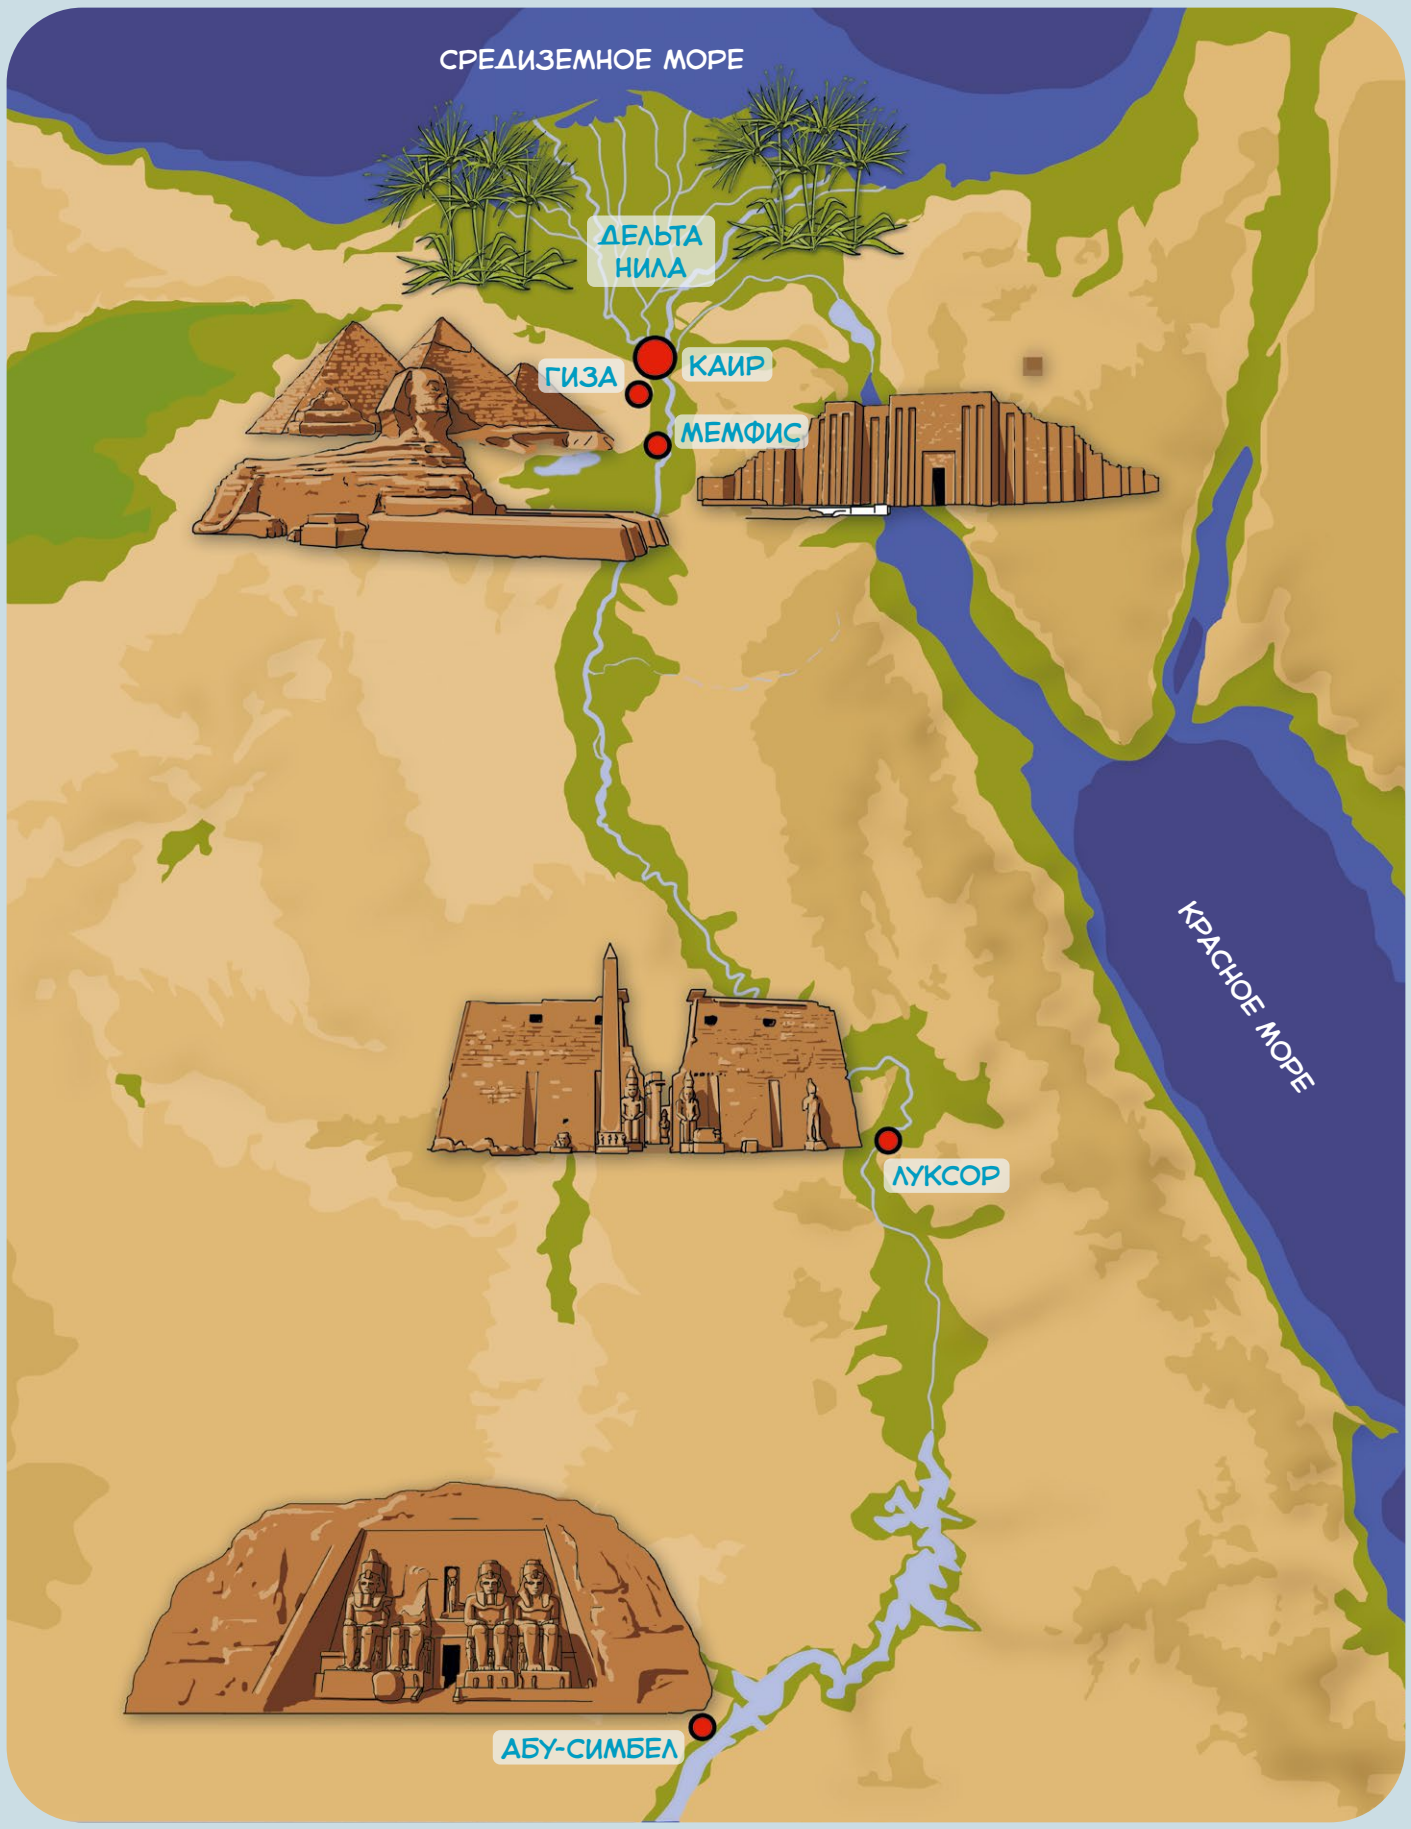 СРЕДИЗЕМНОЕ МОРЕ
ДЕЛЬТА
НИЛА
ГИЗА
КАИР
МЕМФИС
КРАСНОЕ МОРЕ
ЛУКСОР
АБУ-СИМБЕЛ